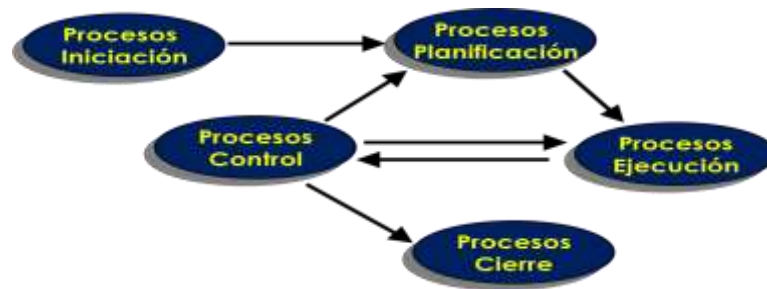 Procesos
Iniciación
Procesos
Planificación
Procesos
Control
Procesos
Ejecución
Procesos
Cierre